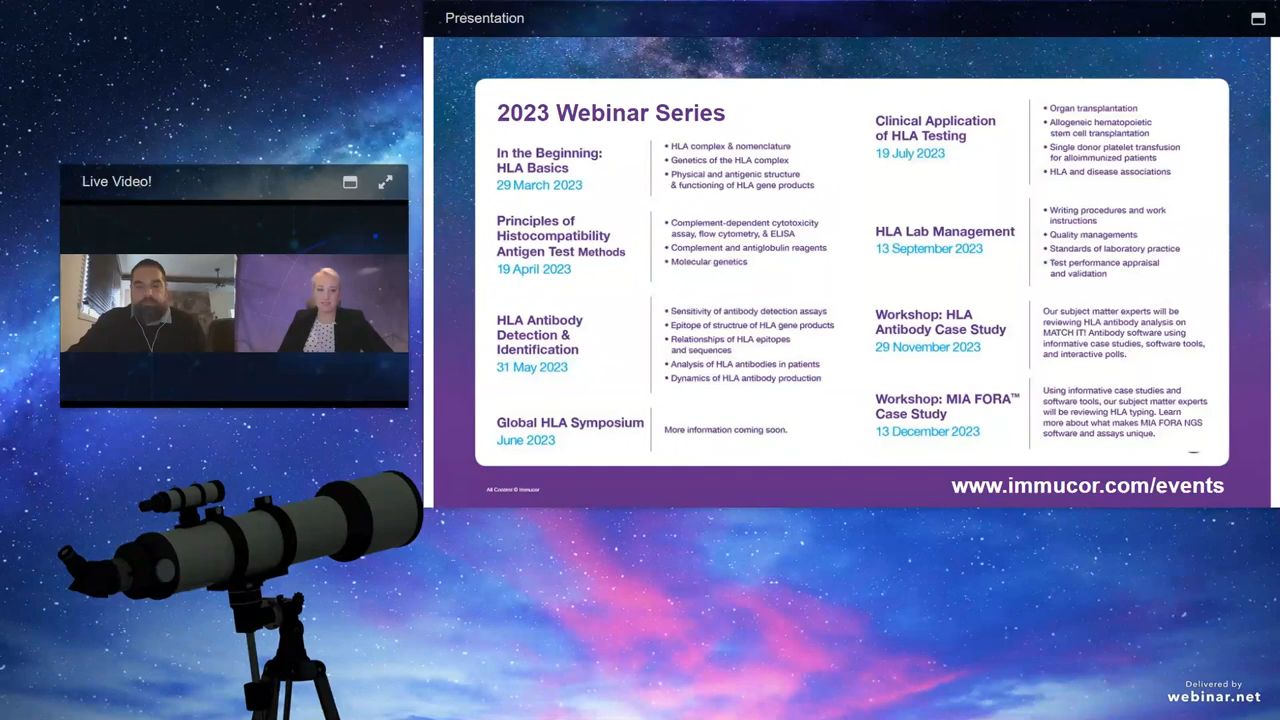 Presentation
Live Video!
2023 Webinar Series
In the Beginning:
HLA Basics
29 March 2023
• HLA complex & nomenclature
• Genetics of the HLA complex
• Physical and antigenic structure
& functioning of HLA gene products
Principles of
Histocompatibility
Antigen Test Methods
19 April 2023
• Complement-dependent cytotoxicity
assay, flow cytometry, & ELISA
• Complement and antiglobulin reagents
• Molecular genetics
HLA Antibody
Detection &
Identification
31 May 2023
• Sensitivity of antibody detection assays
• Epitope of structrue of HLA gene products
• Relationships of HLA epitopes
and sequences
• Analysis of HLA antibodies in patients
• Dynamics of HLA antibody production
Global HLA Symposium
June 2023
More information coming soon.
Clinical Application
of HLA Testing
19 July 2023
• Organ transplantation
• Allogeneic hematopoietic
stem cell transplantation
• Single donor platelet transfusion
for alloimmunized patients
• HLA and disease associations
HLA Lab Management
13 September 2023
• Writing procedures and work
instructions
• Quality managements
• Standards of laboratory practice
• Test performance appraisal
and validation
Workshop: HLA
Antibody Case Study
29 November 2023
Our subject matter experts will be
reviewing HLA antibody analysis on
MATCH IT! Antibody software using
informative case studies, software tools,
and interactive polls.
Workshop: MIA FORA™
Case Study
13 December 2023
Using informative case studies and
software tools, our subject matter experts
will be reviewing HLA typing. Learn
more about what makes MIA FORA NGS
software and assays unique.
All Content © Immucor
www.immucor.com/events
Delivered by
webinar.net